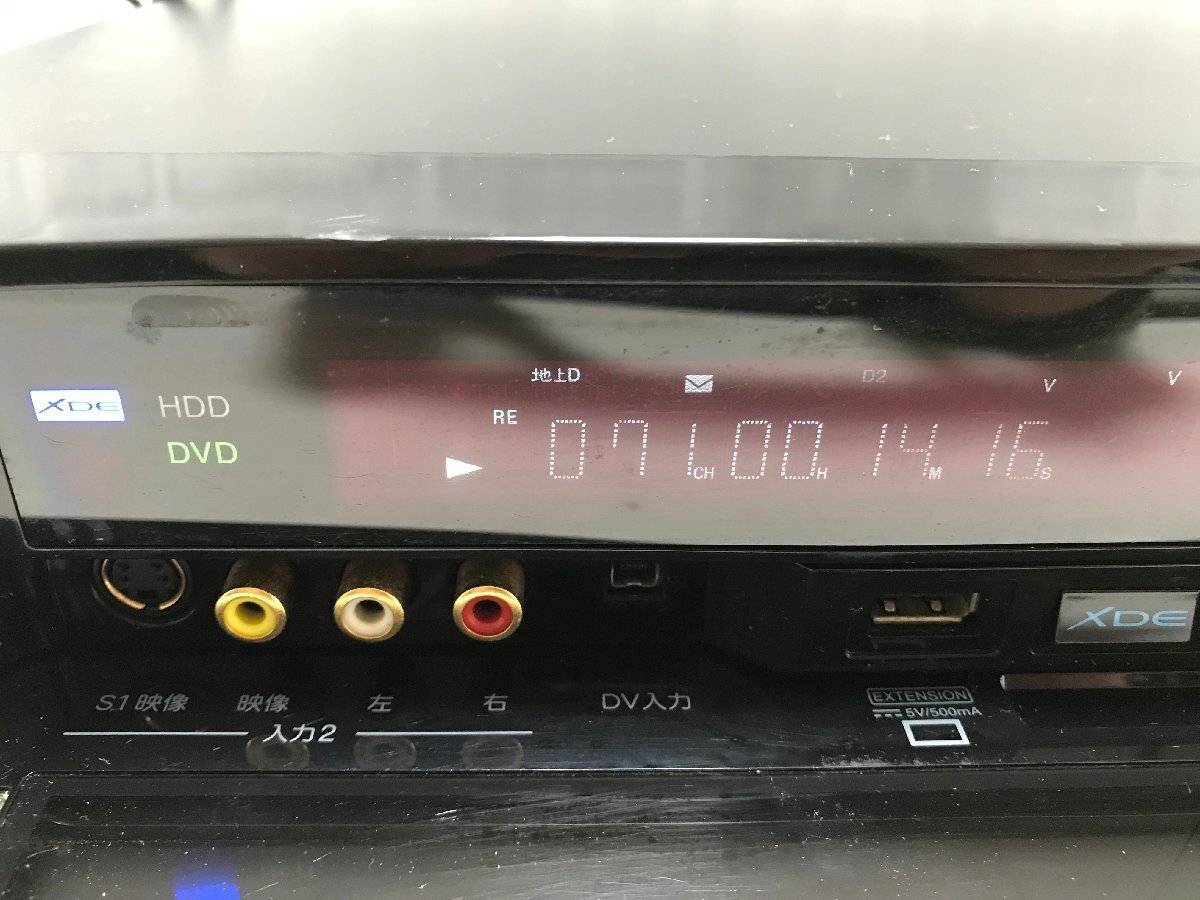 地上D D2 V V
XDE HDD RE
DVD 071CH 00H 14M 16S
XDE
S1映像 映像 左 右 DV入力 EXTENSION
入力2 5V/500mA